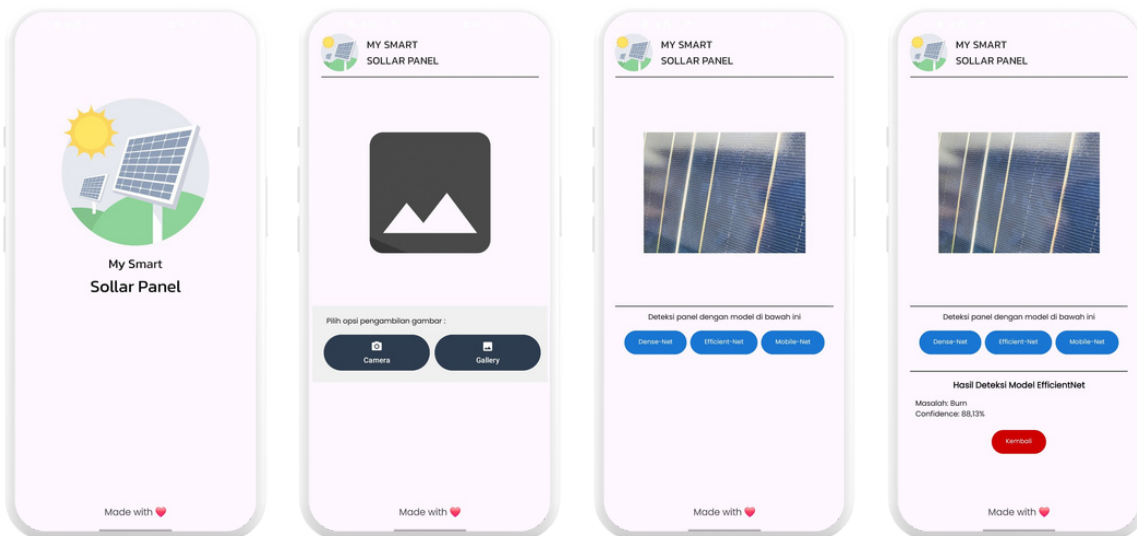 My Smart
Sollar Panel
Made with
MY SMART
SOLLAR PANEL
Pilih opsi pengambilan gambar :
Camera
Gallery
Made with
MY SMART
SOLLAR PANEL
Deteksi panel dengan model di bawah ini
Dense-Net
Efficient-Net
Mobile-Net
Made with
MY SMART
SOLLAR PANEL
Deteksi panel dengan model di bawah ini
Dense-Net
Efficient-Net
Mobile-Net
Hasil Deteksi Model EfficientNet
Masalah: Burn
Confidence: 88,13%
Kembali
Made with